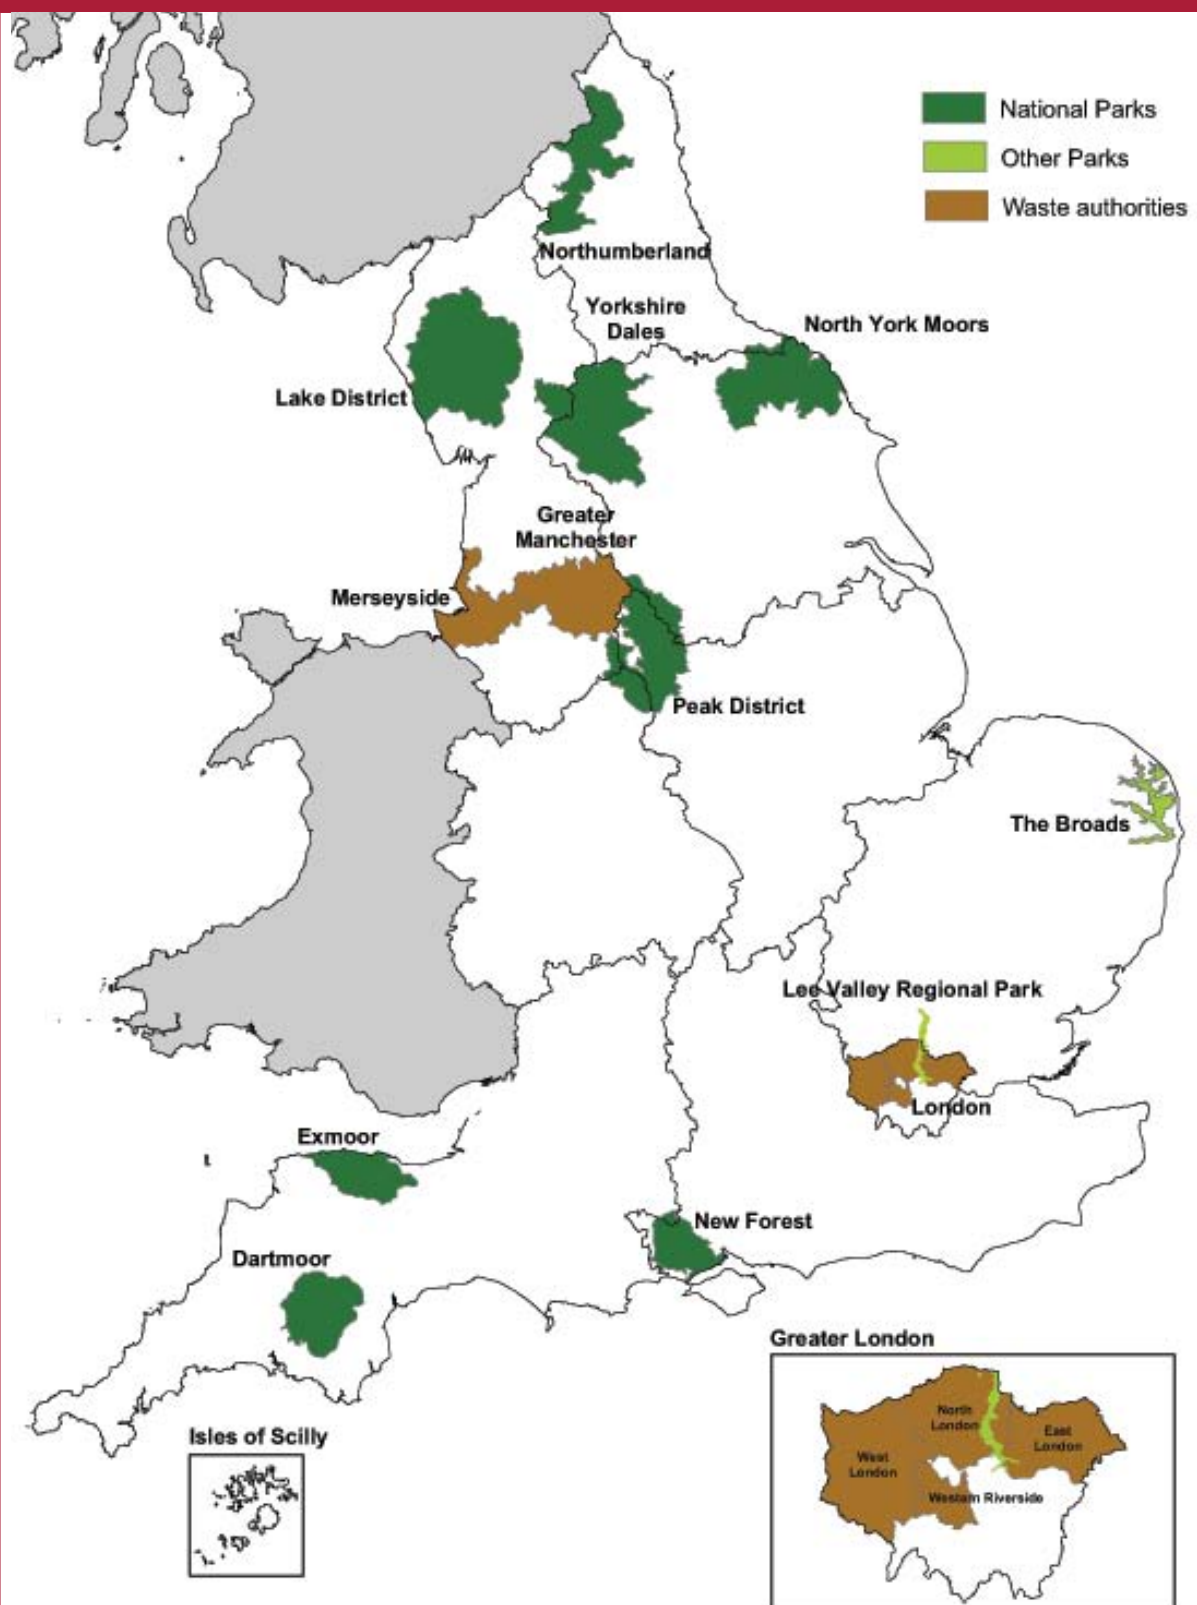 National Parks
Other Parks
Waste authorities
Northumberland
Yorkshire
Dales
North York Moors
Lake District
Greater
Manchester
Merseyside
Peak District
The Broads
Lee Valley Regional Park
London
Exmoor
New Forest
Dartmoor
Greater London
North
London
East
London
West
London
Western Riverside
Isles of Scilly